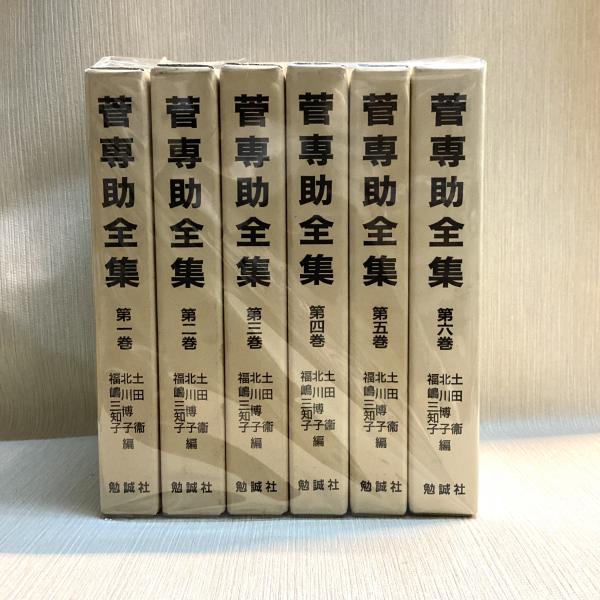 菅専助全集
第一巻
土田衞
北川博子
福嶋三知子
編
勉誠社
菅専助全集
第二巻
土田衞
北川博子
福嶋三知子
編
勉誠社
菅専助全集
第三巻
土田衞
北川博子
福嶋三知子
編
勉誠社
菅専助全集
第四巻
土田衞
北川博子
福嶋三知子
編
勉誠社
菅専助全集
第五巻
土田衞
北川博子
福嶋三知子
編
勉誠社
菅専助全集
第六巻
土田衞
北川博子
福嶋三知子
編
勉誠社